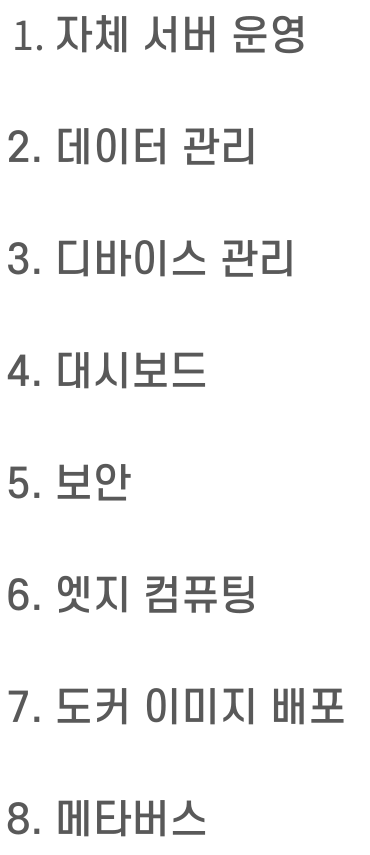 1. 자체 서버 운영
2. 데이터 관리
3. 디바이스 관리
4. 대시보드
5. 보안
6. 엣지 컴퓨팅
7. 도커 이미지 배포
8. 메타버스